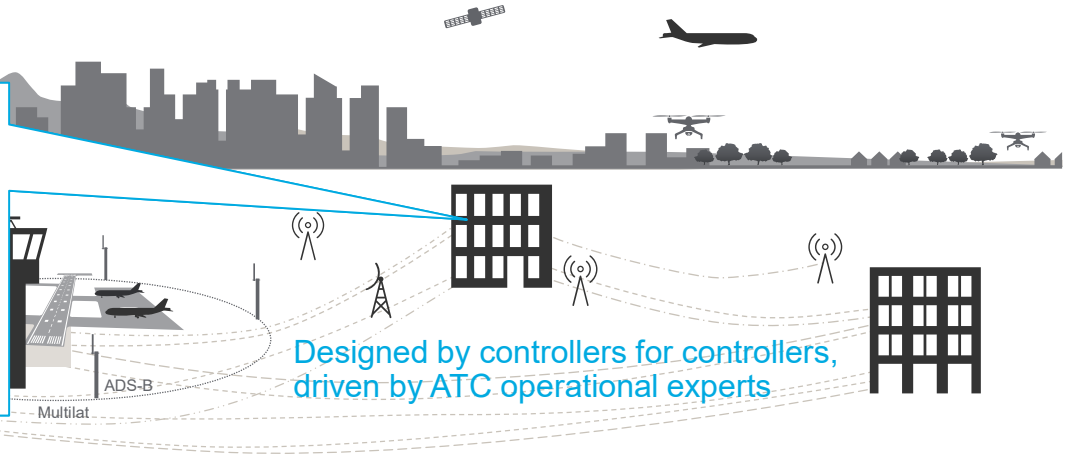 Designed by controllers for controllers,
driven by ATC operational experts
ADS-B
Multilat